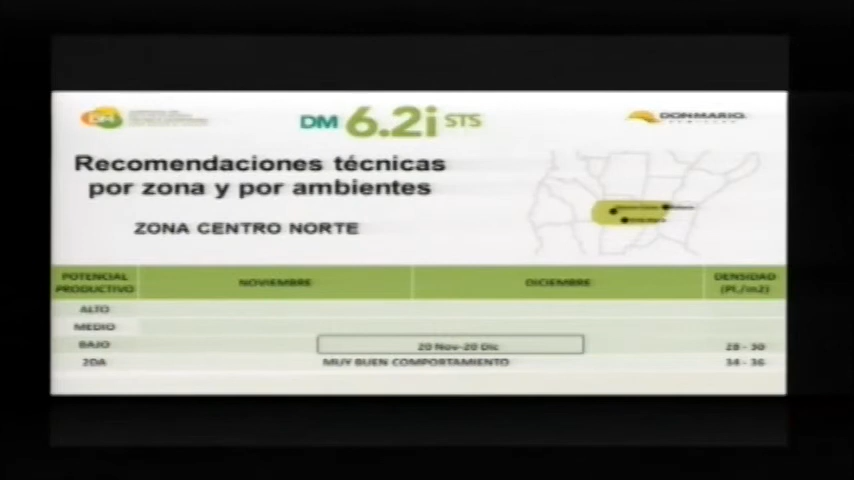 DM
DM 6.2i STS
DONMARIO
Recomendaciones técnicas
por zona y por ambientes
ZONA CENTRO NORTE
POTENCIAL PRODUCTIVO NOVIEMBRE DICIEMBRE DENSIDAD (Pl./m2)
ALTO
MEDIO
BAJO 20 Nov-20 Dic 28 - 30
2DA MUY BUEN COMPORTAMIENTO 34 - 36